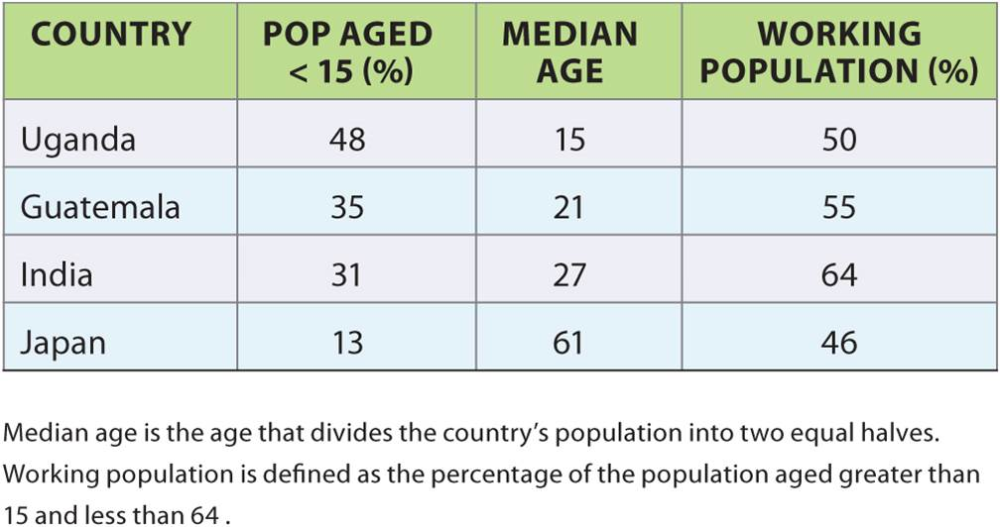 COUNTRY POP AGED < 15 (%) MEDIAN AGE WORKING POPULATION (%)
Uganda 48 15 50
Guatemala 35 21 55
India 31 27 64
Japan 13 61 46
Median age is the age that divides the country’s population into two equal halves.
Working population is defined as the percentage of the population aged greater than
15 and less than 64 .